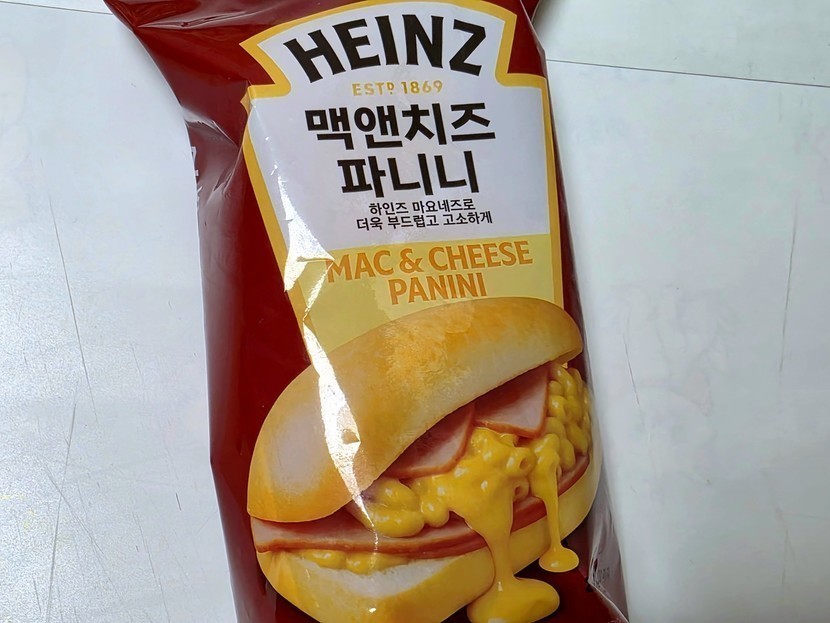 HEINZ
ESTD 1869
맥앤치즈
파니니
하인즈 마요네즈로
더욱 부드럽고 고소하게
MAC & CHEESE
PANINI